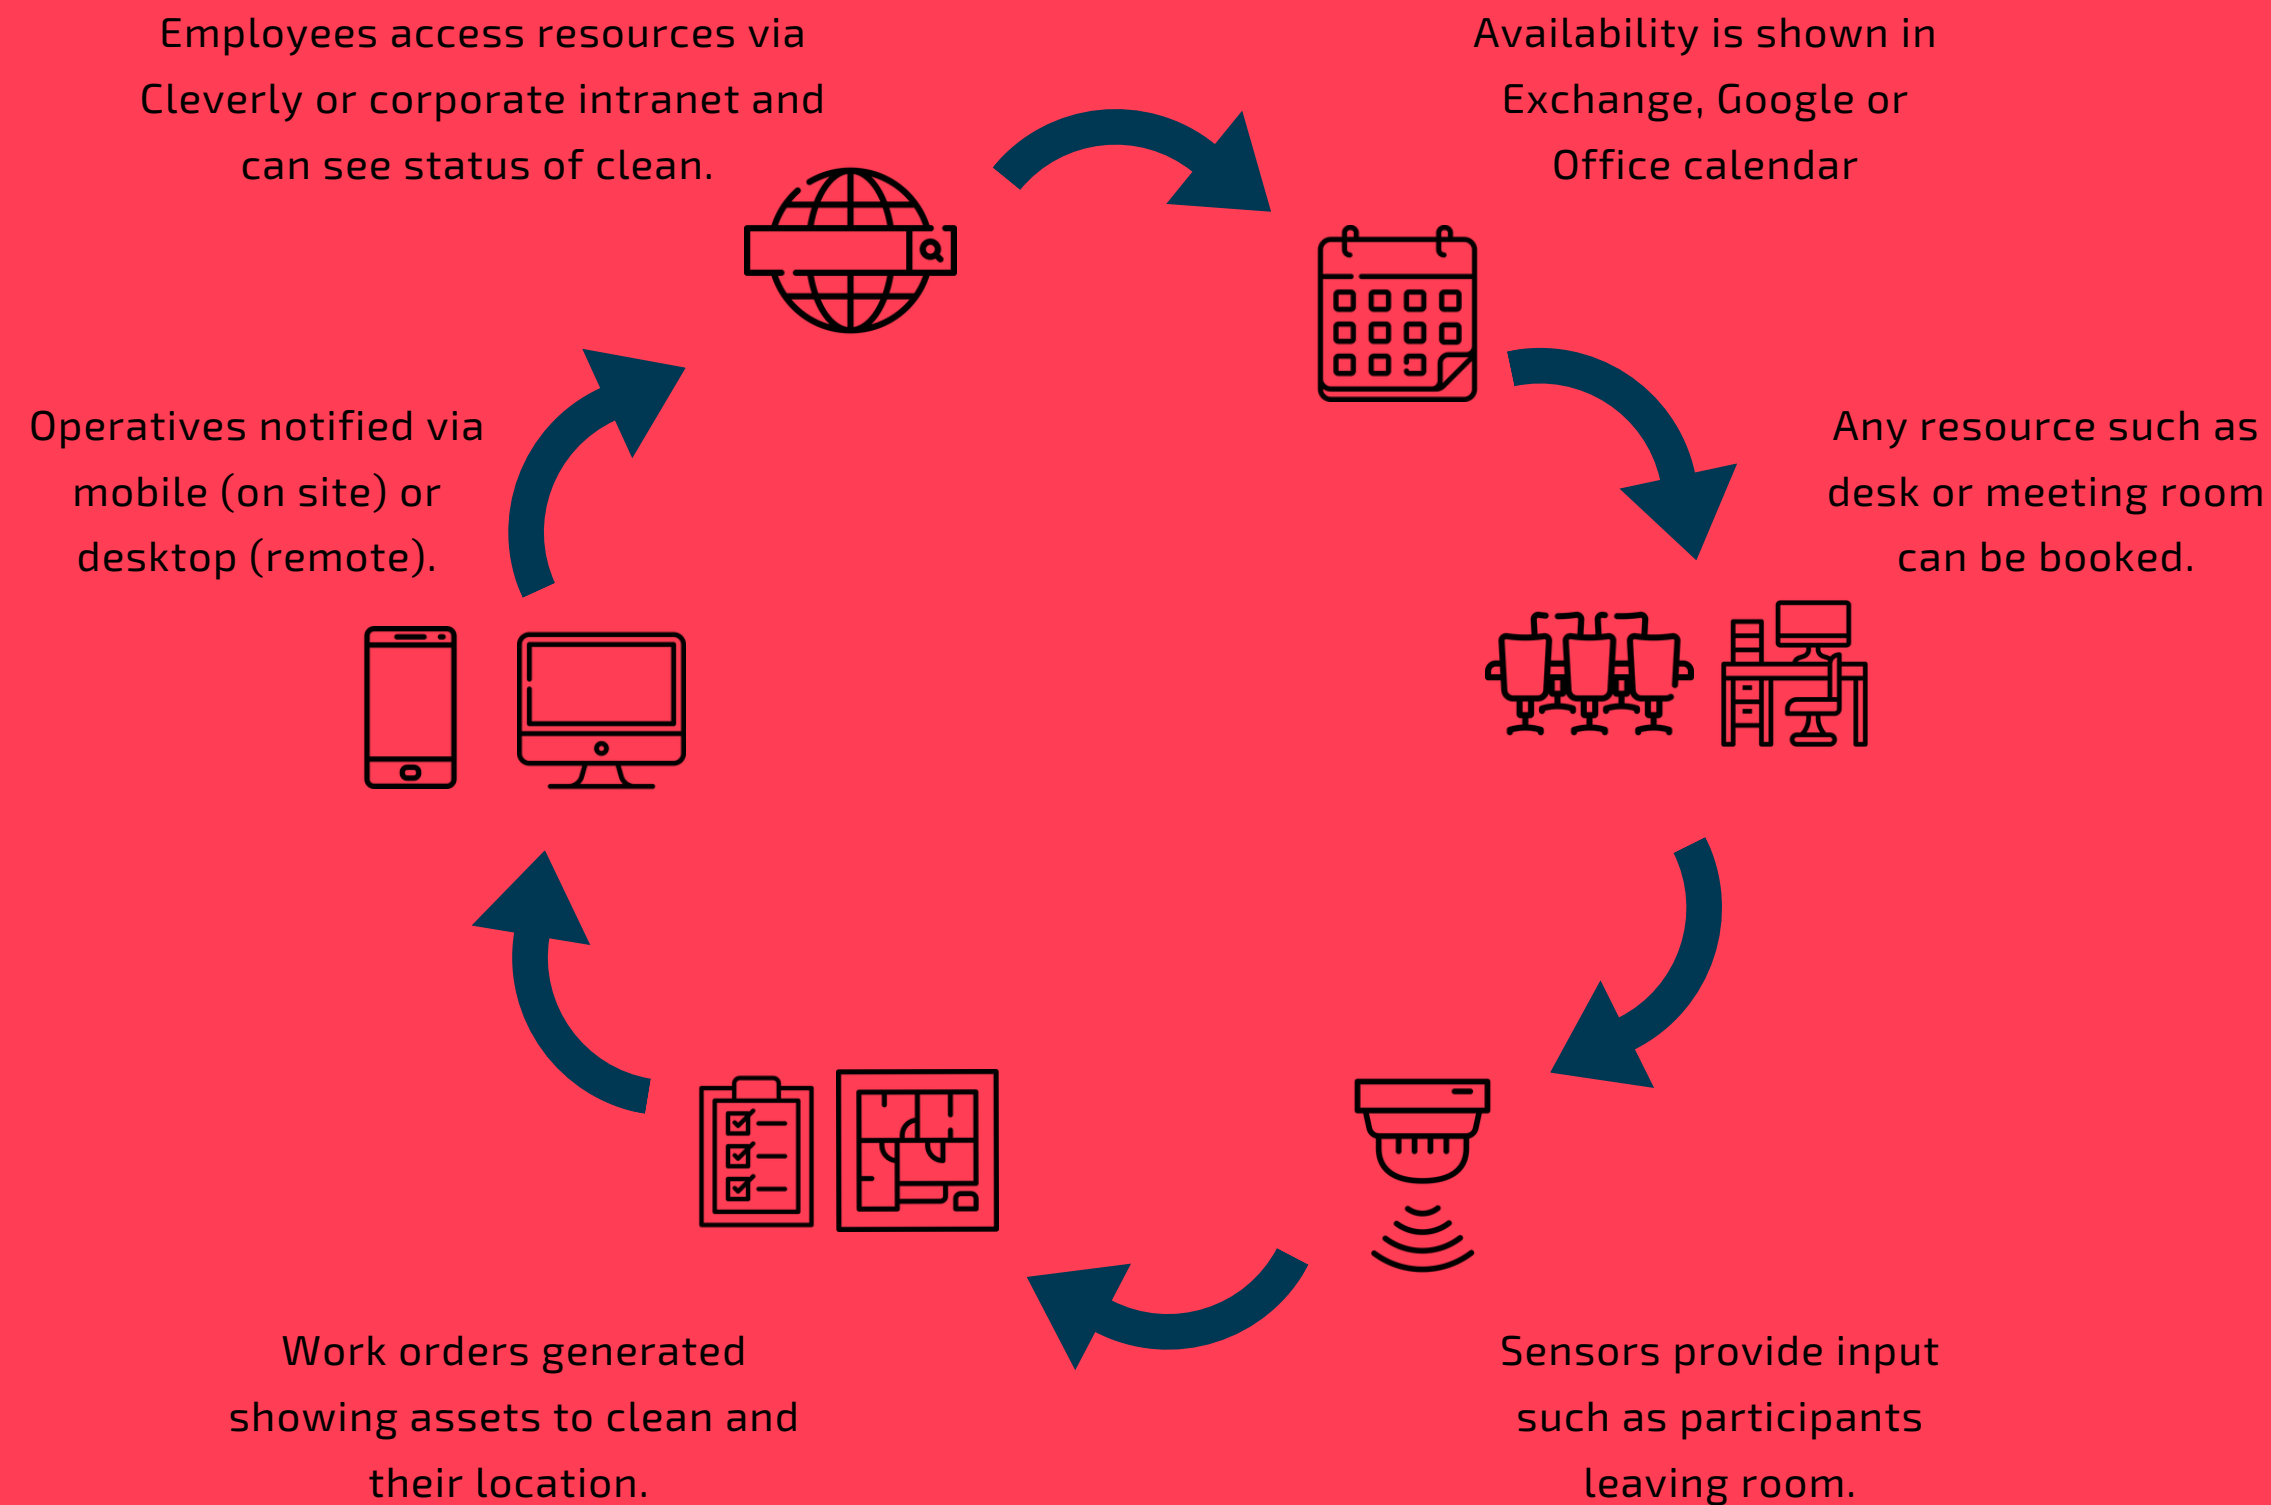 Employees access resources via
Cleverly or corporate intranet and
can see status of clean.
Availability is shown in
Exchange, Google or
Office calendar
Any resource such as
desk or meeting room
can be booked.
Sensors provide input
such as participants
leaving room.
Work orders generated
showing assets to clean and
their location.
Operatives notified via
mobile (on site) or
desktop (remote).